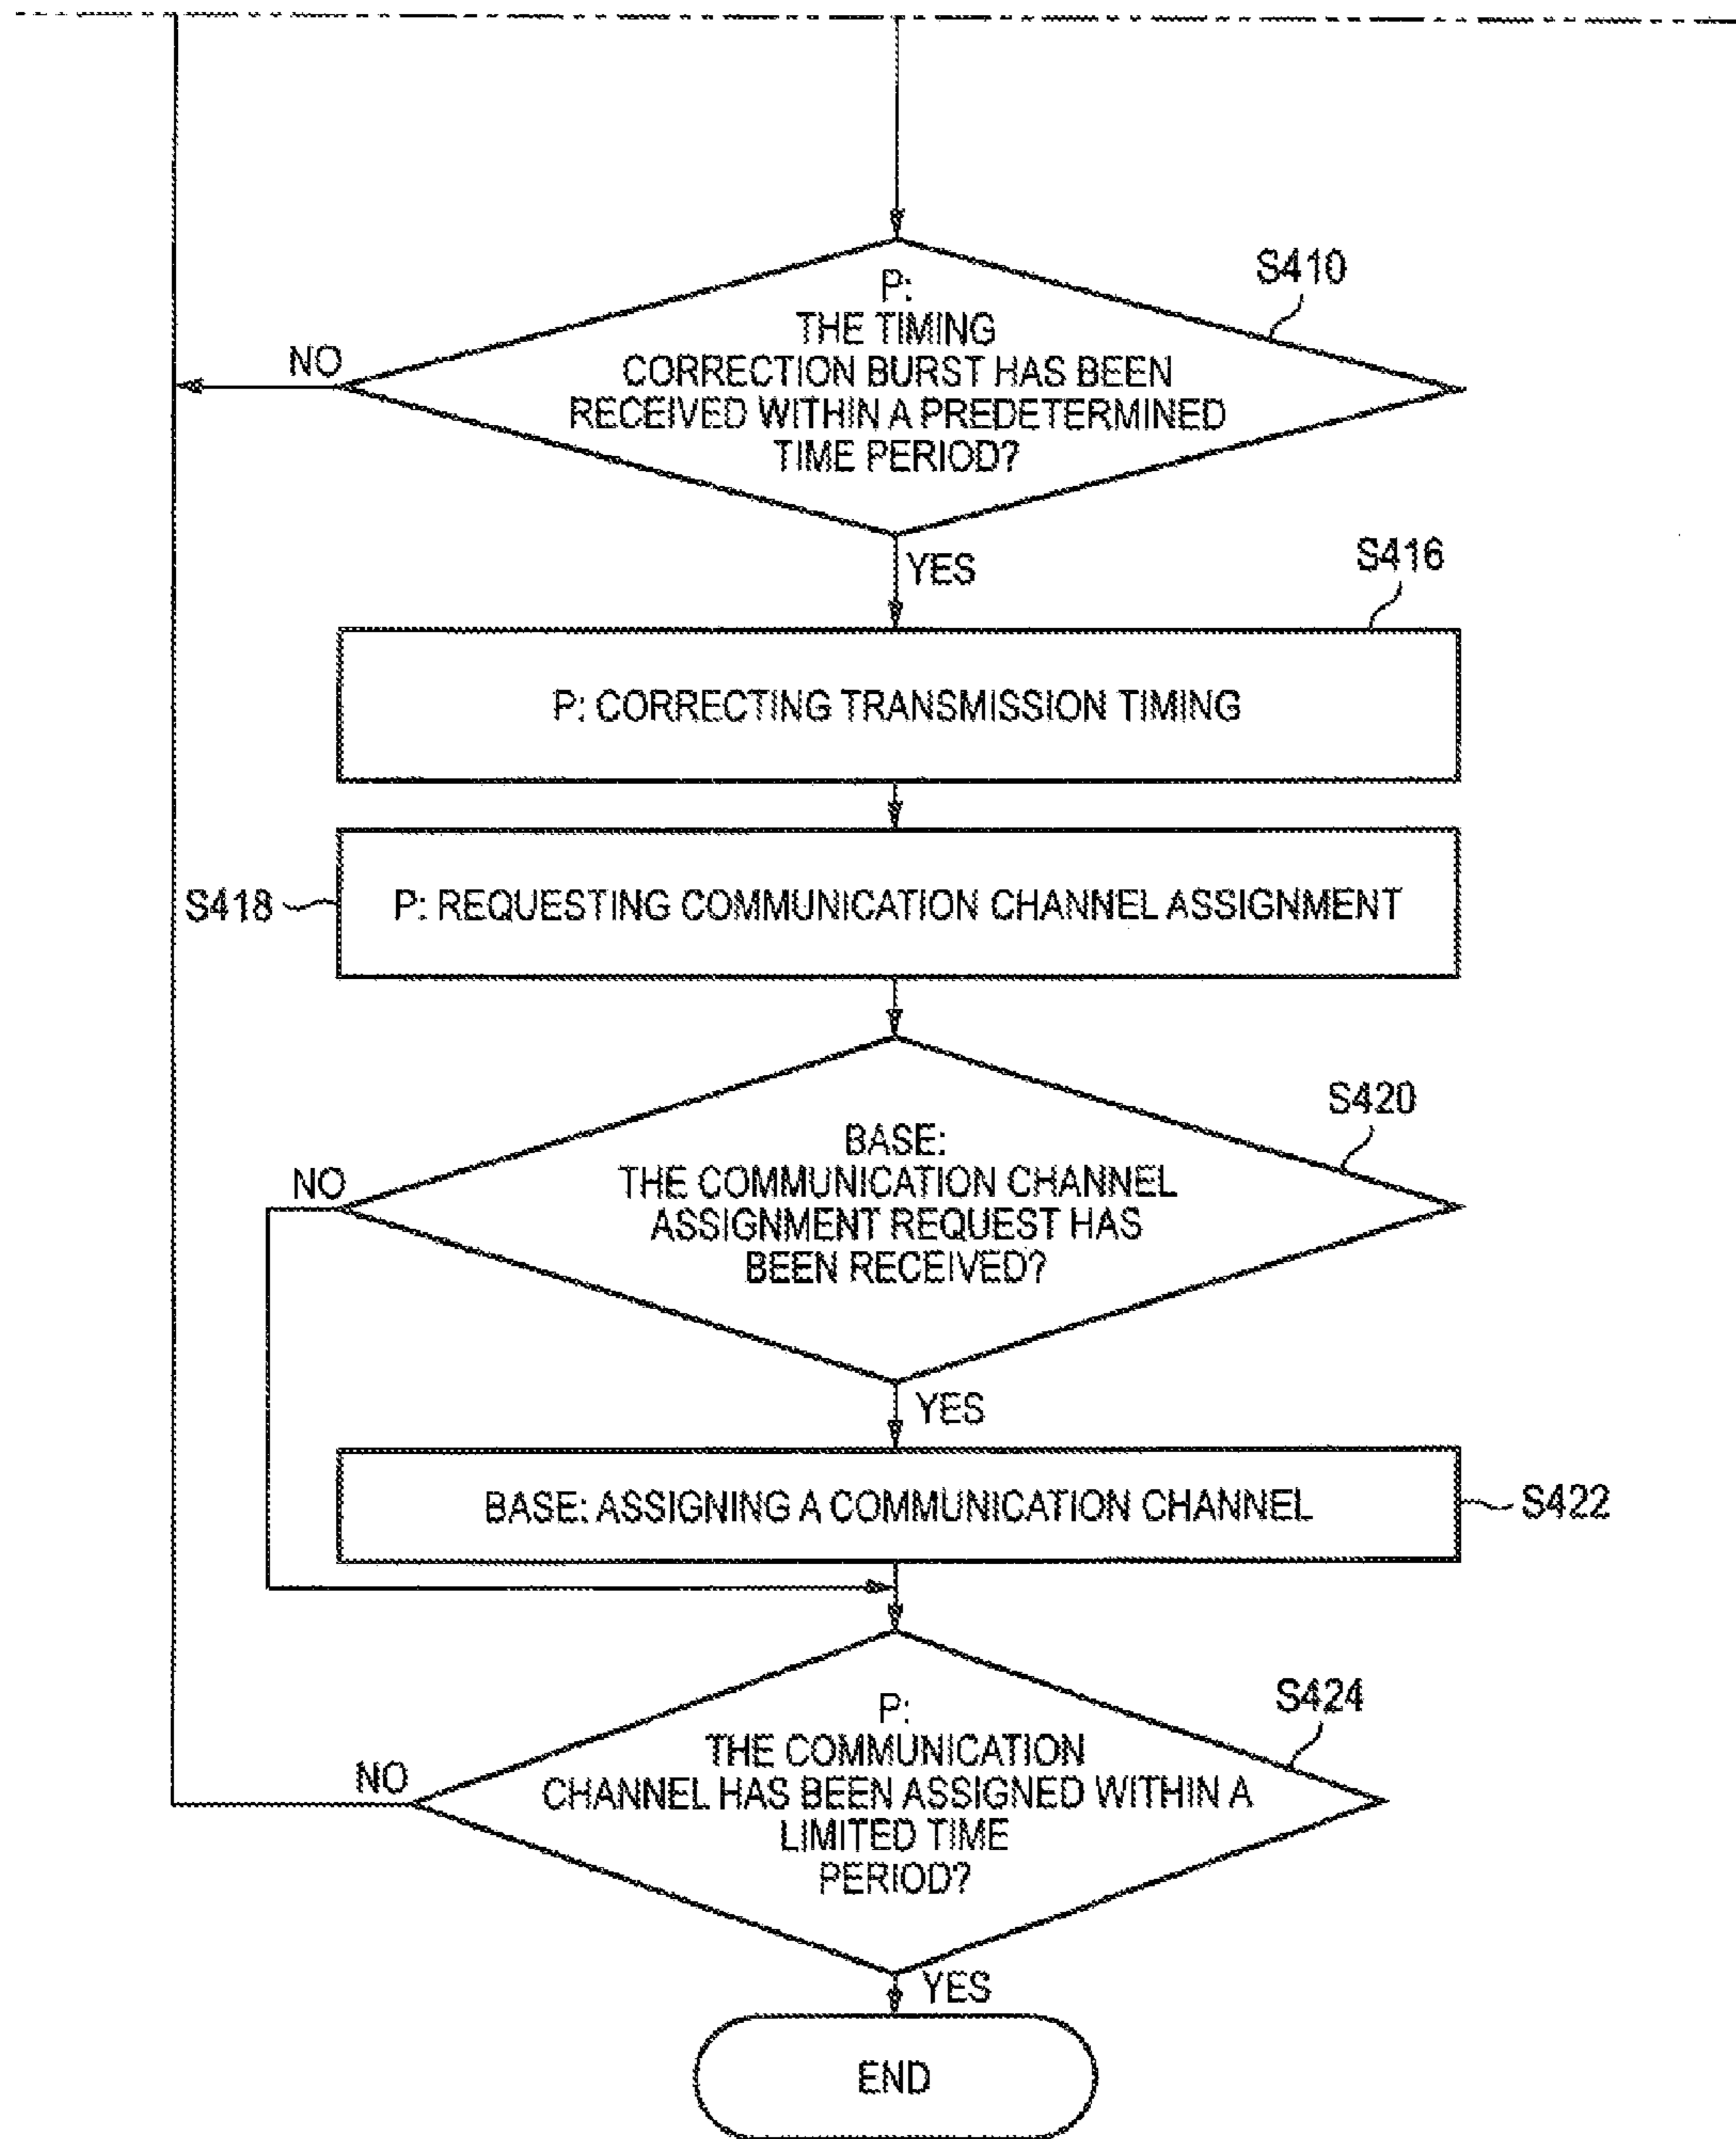 S410
P:
THE TIMING
CORRECTION BURST HAS BEEN
RECEIVED WITHIN A PREDETERMINED
TIME PERIOD?
NO
YES
S416
P: CORRECTING TRANSMISSION TIMING
S418
P: REQUESTING COMMUNICATION CHANNEL ASSIGNMENT
S420
BASE:
THE COMMUNICATION CHANNEL
ASSIGNMENT REQUEST HAS
BEEN RECEIVED?
NO
YES
BASE: ASSIGNING A COMMUNICATION CHANNEL
S422
S424
P:
THE COMMUNICATION
CHANNEL HAS BEEN ASSIGNED WITHIN A
LIMITED TIME
PERIOD?
NO
YES
END